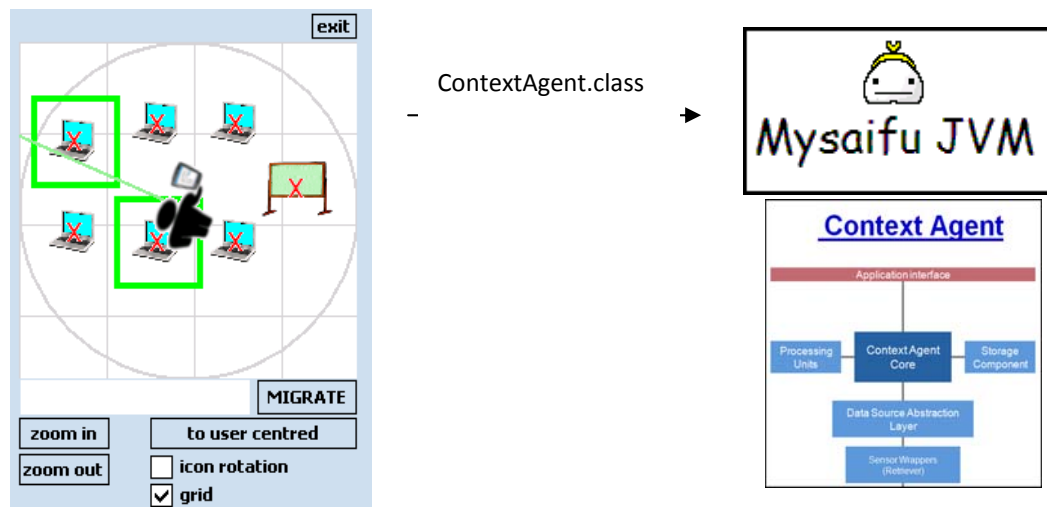 exit
MIGRATE
zoom in
to user centred
zoom out
icon rotation
grid
ContextAgent.class
Mysaifu JVM
Context Agent
Application interface
Processing
Units
Context Agent
Core
Storage
Component
Data Source Abstraction
Layer
Sensor Wrappers
(Retriever)